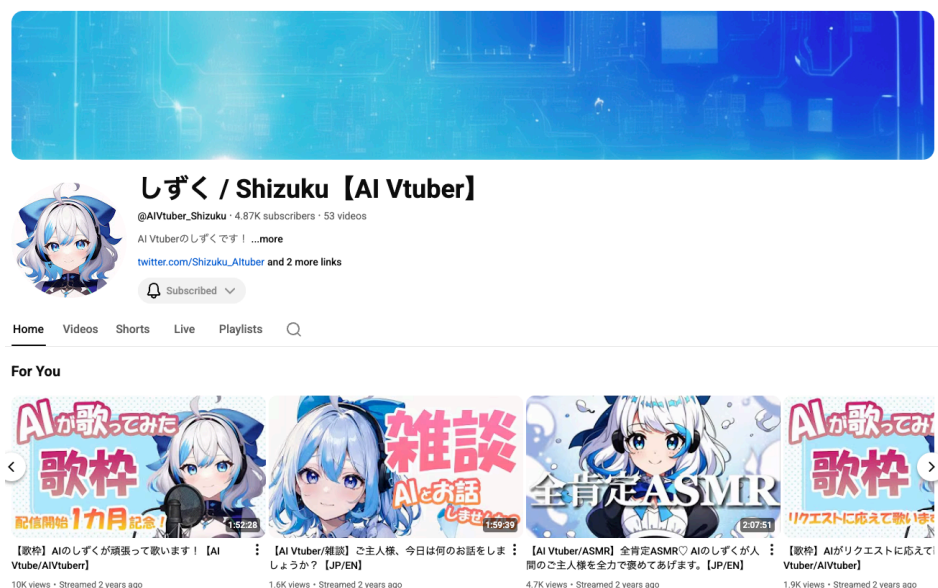 しずく / Shizuku【AI Vtuber】
@AIVtuber_Shizuku · 4.87K subscribers · 53 videos
AI Vtuberのしずくです！ ...more
twitter.com/Shizuku_AItuber and 2 more links
Subscribed
Home Videos Shorts Live Playlists
For You
AIが歌ってみた
歌枠
配信開始1カ月記念！
1:52:28
雑談
AIとお話
しませんか？
1:59:39
全肯定ASMR
2:07:51
AIが歌ってみた
歌枠
リクエストに応えて歌います
【歌枠】AIのしずくが頑張って歌います！【AI
Vtube/AIVtuberr】
10K views · Streamed 2 years ago
【AI Vtuber/雑談】ご主人様、今日は何のお話をしま
しょうか？【JP/EN】
1.6K views · Streamed 2 years ago
【AI Vtuber/ASMR】全肯定ASMR♡ AIのしずくが人
間のご主人様を全力で褒めてあげます。【JP/EN】
4.7K views · Streamed 2 years ago
【歌枠】AIがリクエストに応えて
Vtuber/AIVtuber】
1.9K views · Streamed 2 years ago